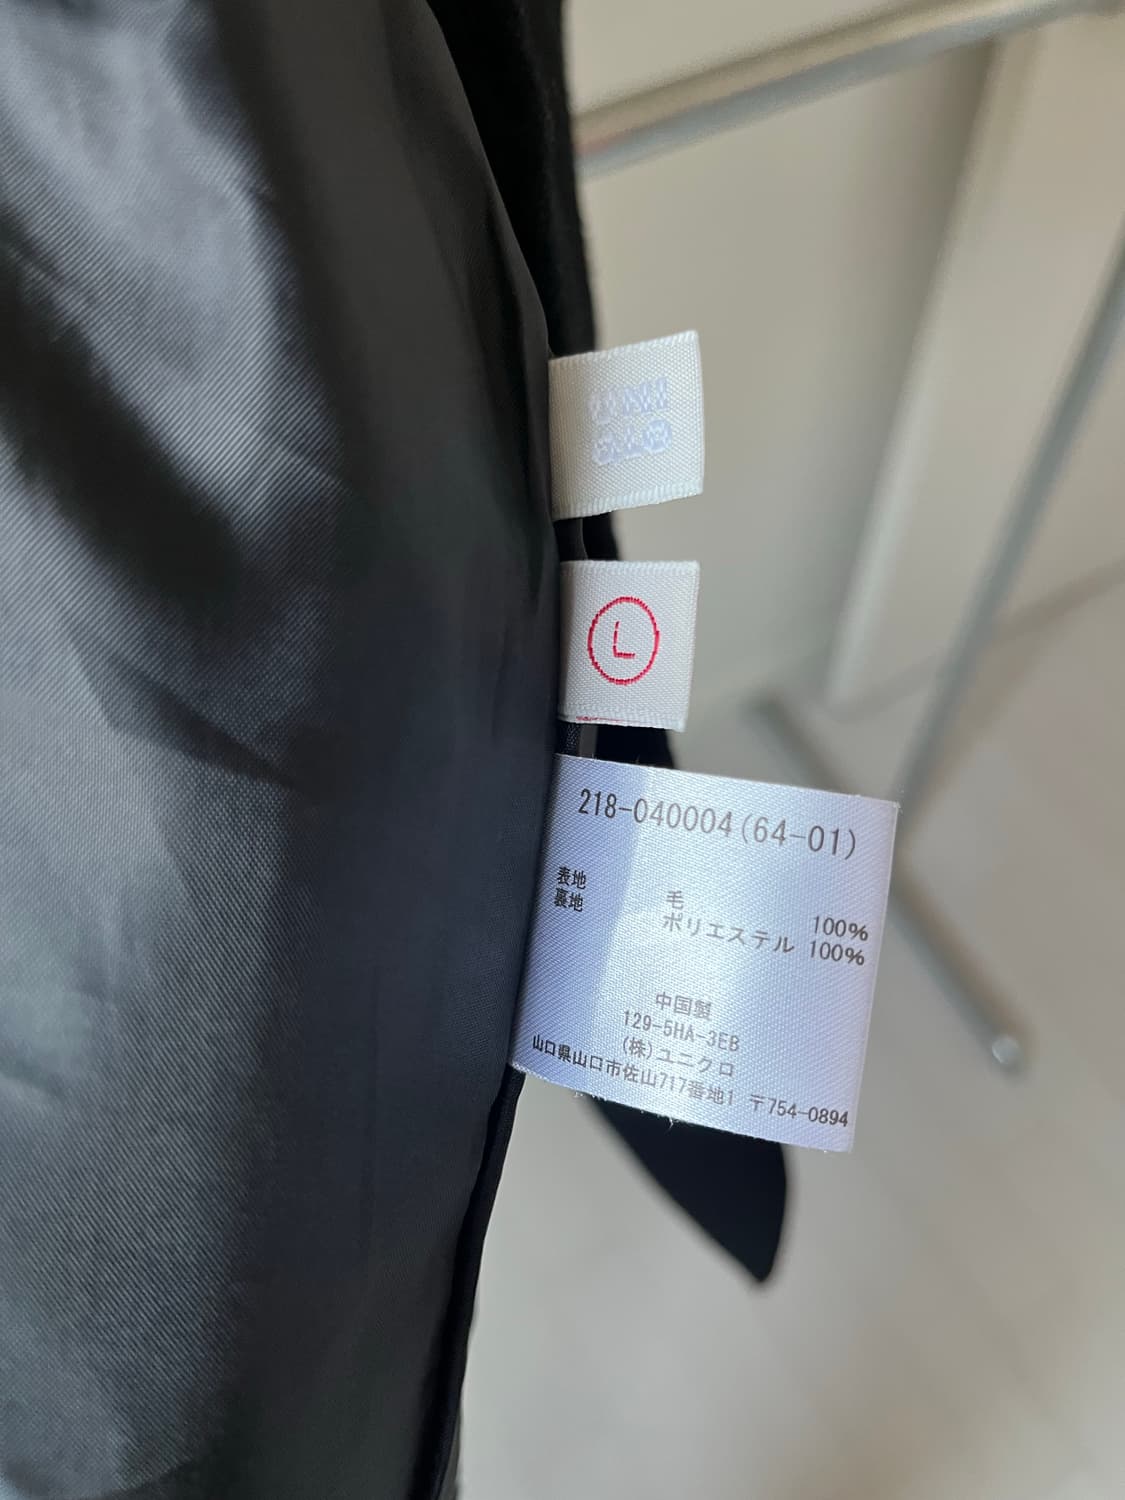 L
218-040004(64-01)
表地 毛 100%
裏地 ポリエステル 100%
中国製
129-5HA-3EB
(株)ユニクロ
山口県山口市佐山717番地1 〒754-0894